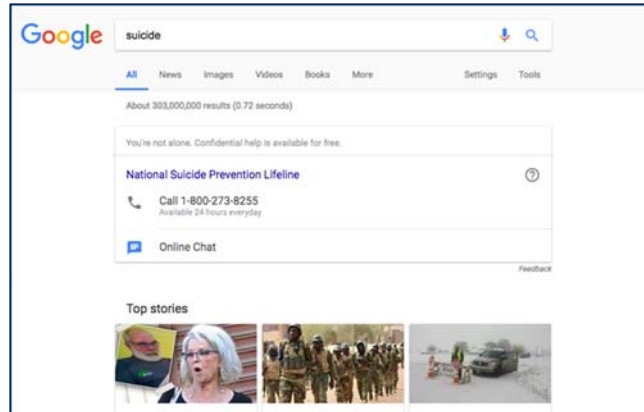 Google
suicide
All News Images Videos Books More Settings Tools
About 303,000,000 results (0.72 seconds)
You're not alone. Confidential help is available for free.
National Suicide Prevention Lifeline
Call 1-800-273-8255
Available 24 hours everyday
Online Chat
Feedback
Top stories